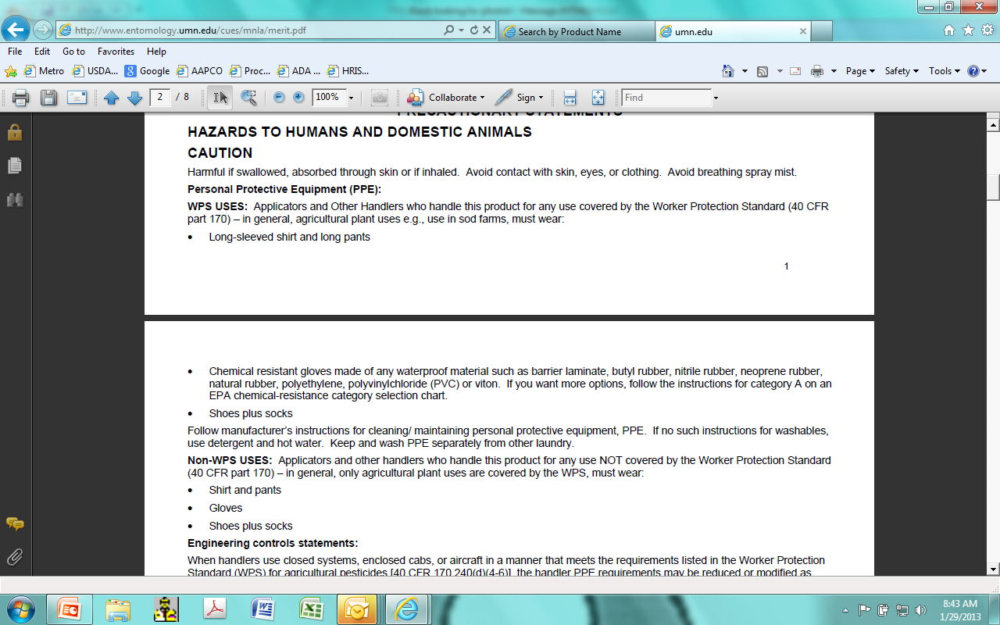 http://www.entomology.umn.edu/cues/mnla/merit.pdf
Search by Product Name
umn.edu
File Edit Go to Favorites Help
Metro USDA... Google AAPCO Proc... ADA ... HRIS...
Page Safety Tools
2 / 8 100% Collaborate Sign Find
PRECAUTIONARY STATEMENTS
HAZARDS TO HUMANS AND DOMESTIC ANIMALS
CAUTION
Harmful if swallowed, absorbed through skin or if inhaled. Avoid contact with skin, eyes, or clothing. Avoid breathing spray mist.
Personal Protective Equipment (PPE):
WPS USES: Applicators and Other Handlers who handle this product for any use covered by the Worker Protection Standard (40 CFR
part 170) – in general, agricultural plant uses e.g., use in sod farms, must wear:
• Long-sleeved shirt and long pants
1
• Chemical resistant gloves made of any waterproof material such as barrier laminate, butyl rubber, nitrile rubber, neoprene rubber,
natural rubber, polyethylene, polyvinylchloride (PVC) or viton. If you want more options, follow the instructions for category A on an
EPA chemical-resistance category selection chart.
• Shoes plus socks
Follow manufacturer's instructions for cleaning/ maintaining personal protective equipment, PPE. If no such instructions for washables,
use detergent and hot water. Keep and wash PPE separately from other laundry.
Non-WPS USES: Applicators and other handlers who handle this product for any use NOT covered by the Worker Protection Standard
(40 CFR part 170) – in general, only agricultural plant uses are covered by the WPS, must wear:
• Shirt and pants
• Gloves
• Shoes plus socks
Engineering controls statements:
When handlers use closed systems, enclosed cabs, or aircraft in a manner that meets the requirements listed in the Worker Protection
Standard (WPS) for agricultural pesticides [40 CFR 170.240(d)(4-6)], the handler PPE requirements may be reduced or modified as
8:43 AM
1/29/2013